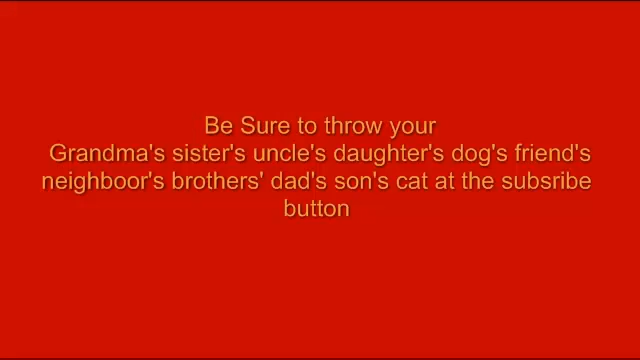 Be Sure to throw your
Grandma's sister's uncle's daughter's dog's friend's
neighboor's brothers' dad's son's cat at the subsribe
button